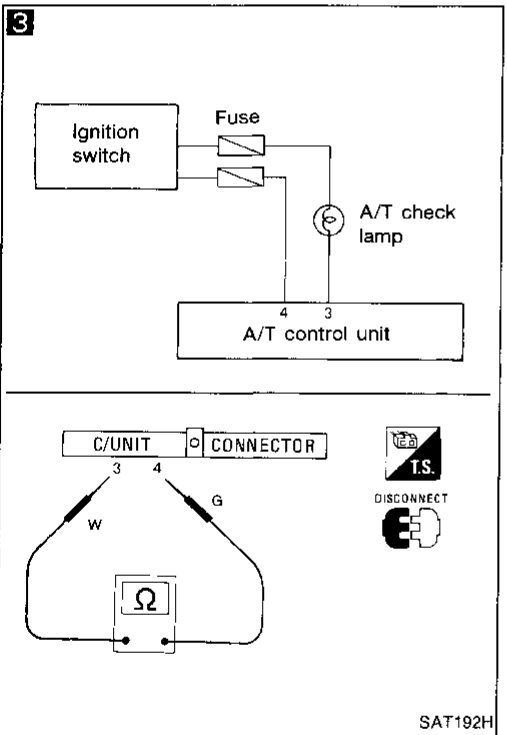 3
Fuse
Ignition
switch
A/T check
lamp
4 3
A/T control unit
C/UNIT CONNECTOR
T.S.
3 4
DISCONNECT
G
W
Ω
SAT192H